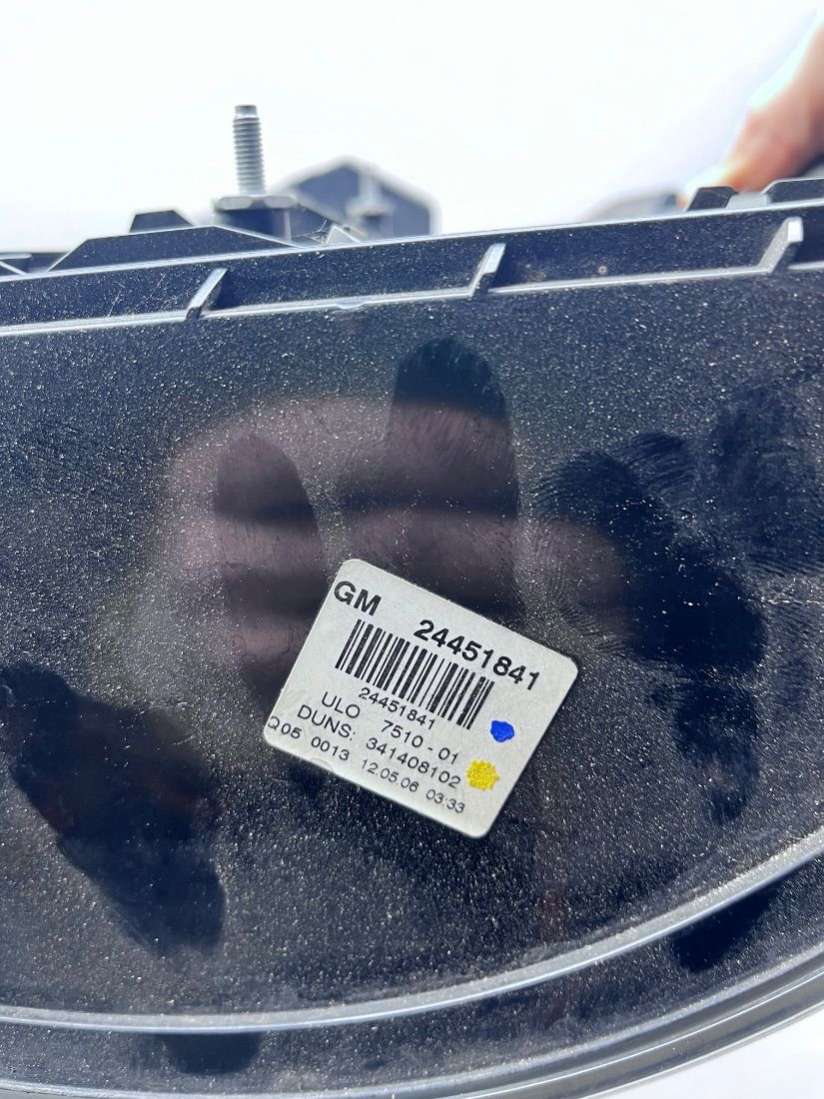 GM 24451841
24451841
ULO 7510-01
DUNS: 341408102
Q05 0013 12.05.06 03:33